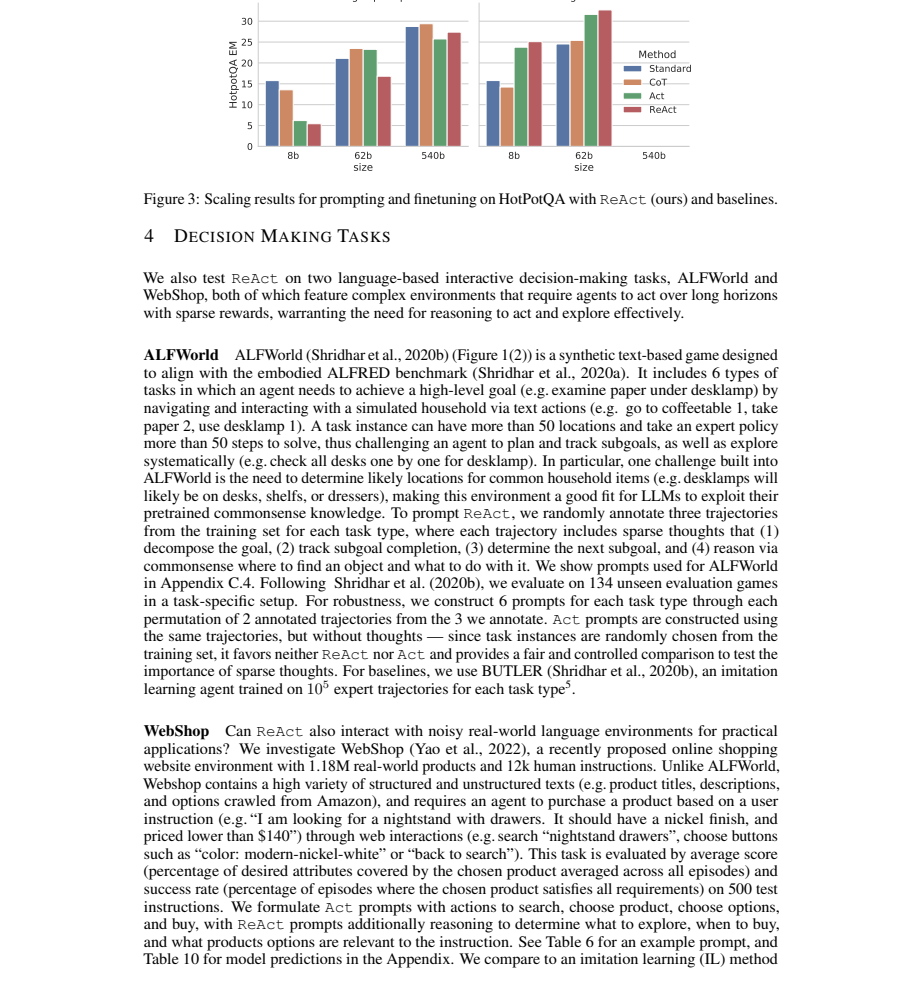 30
25
20
15
10
5
0
HotpotQA EM
8b
62b
540b
size
8b
62b
540b
size
Method
Standard
CoT
Act
ReAct
Figure 3: Scaling results for prompting and finetuning on HotPotQA with ReAct (ours) and baselines.
4 DECISION MAKING TASKS
We also test ReAct on two language-based interactive decision-making tasks, ALFWorld and
WebShop, both of which feature complex environments that require agents to act over long horizons
with sparse rewards, warranting the need for reasoning to act and explore effectively.
ALFWorld ALFWorld (Shridhar et al., 2020b) (Figure 1(2)) is a synthetic text-based game designed
to align with the embodied ALFRED benchmark (Shridhar et al., 2020a). It includes 6 types of
tasks in which an agent needs to achieve a high-level goal (e.g. examine paper under desklamp) by
navigating and interacting with a simulated household via text actions (e.g. go to coffeetable 1, take
paper 2, use desklamp 1). A task instance can have more than 50 locations and take an expert policy
more than 50 steps to solve, thus challenging an agent to plan and track subgoals, as well as explore
systematically (e.g. check all desks one by one for desklamp). In particular, one challenge built into
ALFWorld is the need to determine likely locations for common household items (e.g. desklamps will
likely be on desks, shelfs, or dressers), making this environment a good fit for LLMs to exploit their
pretrained commonsense knowledge. To prompt ReAct, we randomly annotate three trajectories
from the training set for each task type, where each trajectory includes sparse thoughts that (1)
decompose the goal, (2) track subgoal completion, (3) determine the next subgoal, and (4) reason via
commonsense where to find an object and what to do with it. We show prompts used for ALFWorld
in Appendix C.4. Following Shridhar et al. (2020b), we evaluate on 134 unseen evaluation games
in a task-specific setup. For robustness, we construct 6 prompts for each task type through each
permutation of 2 annotated trajectories from the 3 we annotate. Act prompts are constructed using
the same trajectories, but without thoughts — since task instances are randomly chosen from the
training set, it favors neither ReAct nor Act and provides a fair and controlled comparison to test the
importance of sparse thoughts. For baselines, we use BUTLER (Shridhar et al., 2020b), an imitation
learning agent trained on 10⁵ expert trajectories for each task type⁵.
WebShop Can ReAct also interact with noisy real-world language environments for practical
applications? We investigate WebShop (Yao et al., 2022), a recently proposed online shopping
website environment with 1.18M real-world products and 12k human instructions. Unlike ALFWorld,
Webshop contains a high variety of structured and unstructured texts (e.g. product titles, descriptions,
and options crawled from Amazon), and requires an agent to purchase a product based on a user
instruction (e.g. “I am looking for a nightstand with drawers. It should have a nickel finish, and
priced lower than $140”) through web interactions (e.g. search “nightstand drawers”, choose buttons
such as “color: modern-nickel-white” or “back to search”). This task is evaluated by average score
(percentage of desired attributes covered by the chosen product averaged across all episodes) and
success rate (percentage of episodes where the chosen product satisfies all requirements) on 500 test
instructions. We formulate Act prompts with actions to search, choose product, choose options,
and buy, with ReAct prompts additionally reasoning to determine what to explore, when to buy,
and what products options are relevant to the instruction. See Table 6 for an example prompt, and
Table 10 for model predictions in the Appendix. We compare to an imitation learning (IL) method